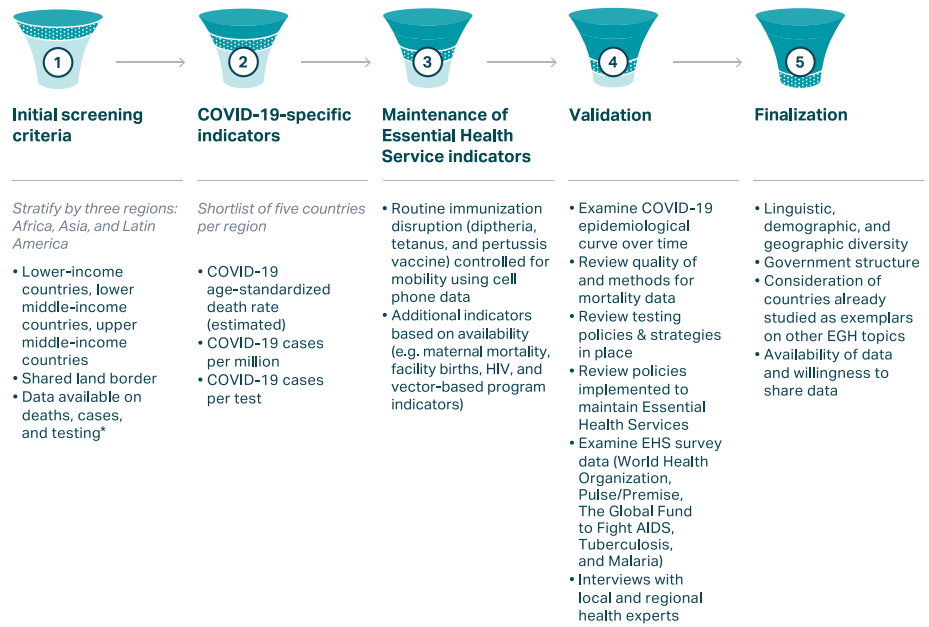 1
2
3
4
5
Initial screening
criteria
Stratify by three regions:
Africa, Asia, and Latin
America
• Lower-income
countries, lower
middle-income
countries, upper
middle-income
countries
• Shared land border
• Data available on
deaths, cases,
and testing*
COVID-19-specific
indicators
Shortlist of five countries
per region
• COVID-19
age-standardized
death rate
(estimated)
• COVID-19 cases
per million
• COVID-19 cases
per test
Maintenance of
Essential Health
Service indicators
• Routine immunization
disruption (diptheria,
tetanus, and pertussis
vaccine) controlled for
mobility using cell
phone data
• Additional indicators
based on availability
(e.g. maternal mortality,
facility births, HIV, and
vector-based program
indicators)
Validation
• Examine COVID-19
epidemiological
curve over time
• Review quality of
and methods for
mortality data
• Review testing
policies & strategies
in place
• Review policies
implemented to
maintain Essential
Health Services
• Examine EHS survey
data (World Health
Organization,
Pulse/Premise,
The Global Fund
to Fight AIDS,
Tuberculosis,
and Malaria)
• Interviews with
local and regional
health experts
Finalization
• Linguistic,
demographic, and
geographic diversity
• Government structure
• Consideration of
countries already
studied as exemplars
on other EGH topics
• Availability of data
and willingness to
share data